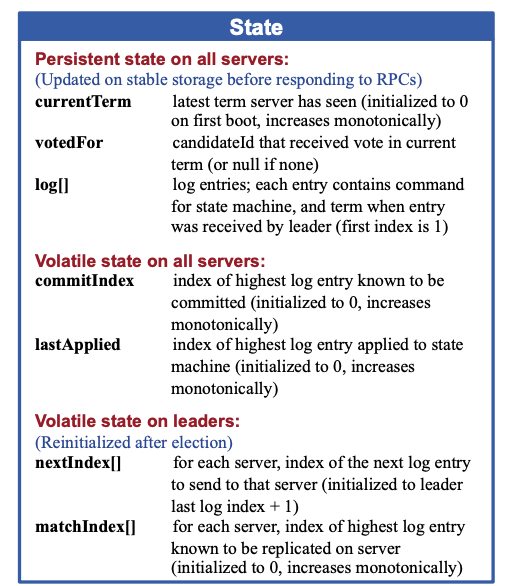 State
Persistent state on all servers:
(Updated on stable storage before responding to RPCs)
currentTerm latest term server has seen (initialized to 0
on first boot, increases monotonically)
votedFor candidateId that received vote in current
term (or null if none)
log[] log entries; each entry contains command
for state machine, and term when entry
was received by leader (first index is 1)
Volatile state on all servers:
commitIndex index of highest log entry known to be
committed (initialized to 0, increases
monotonically)
lastApplied index of highest log entry applied to state
machine (initialized to 0, increases
monotonically)
Volatile state on leaders:
(Reinitialized after election)
nextIndex[] for each server, index of the next log entry
to send to that server (initialized to leader
last log index + 1)
matchIndex[] for each server, index of highest log entry
known to be replicated on server
(initialized to 0, increases monotonically)